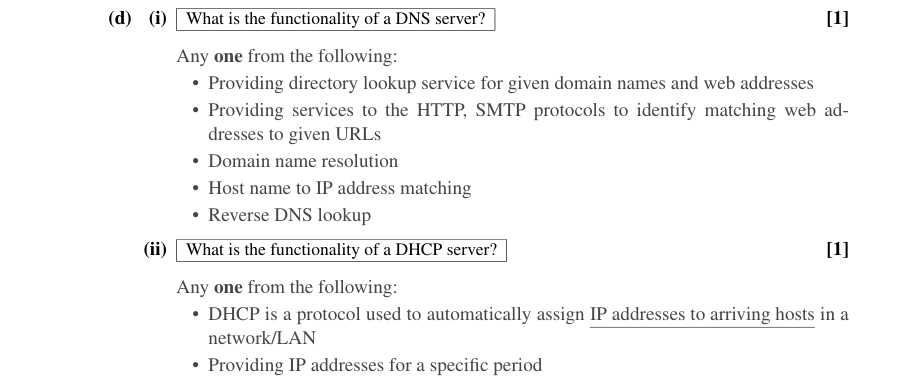 (d) (i) What is the functionality of a DNS server? [1]
Any one from the following:
• Providing directory lookup service for given domain names and web addresses
• Providing services to the HTTP, SMTP protocols to identify matching web ad-
dresses to given URLs
• Domain name resolution
• Host name to IP address matching
• Reverse DNS lookup
(ii) What is the functionality of a DHCP server? [1]
Any one from the following:
• DHCP is a protocol used to automatically assign IP addresses to arriving hosts in a
network/LAN
• Providing IP addresses for a specific period